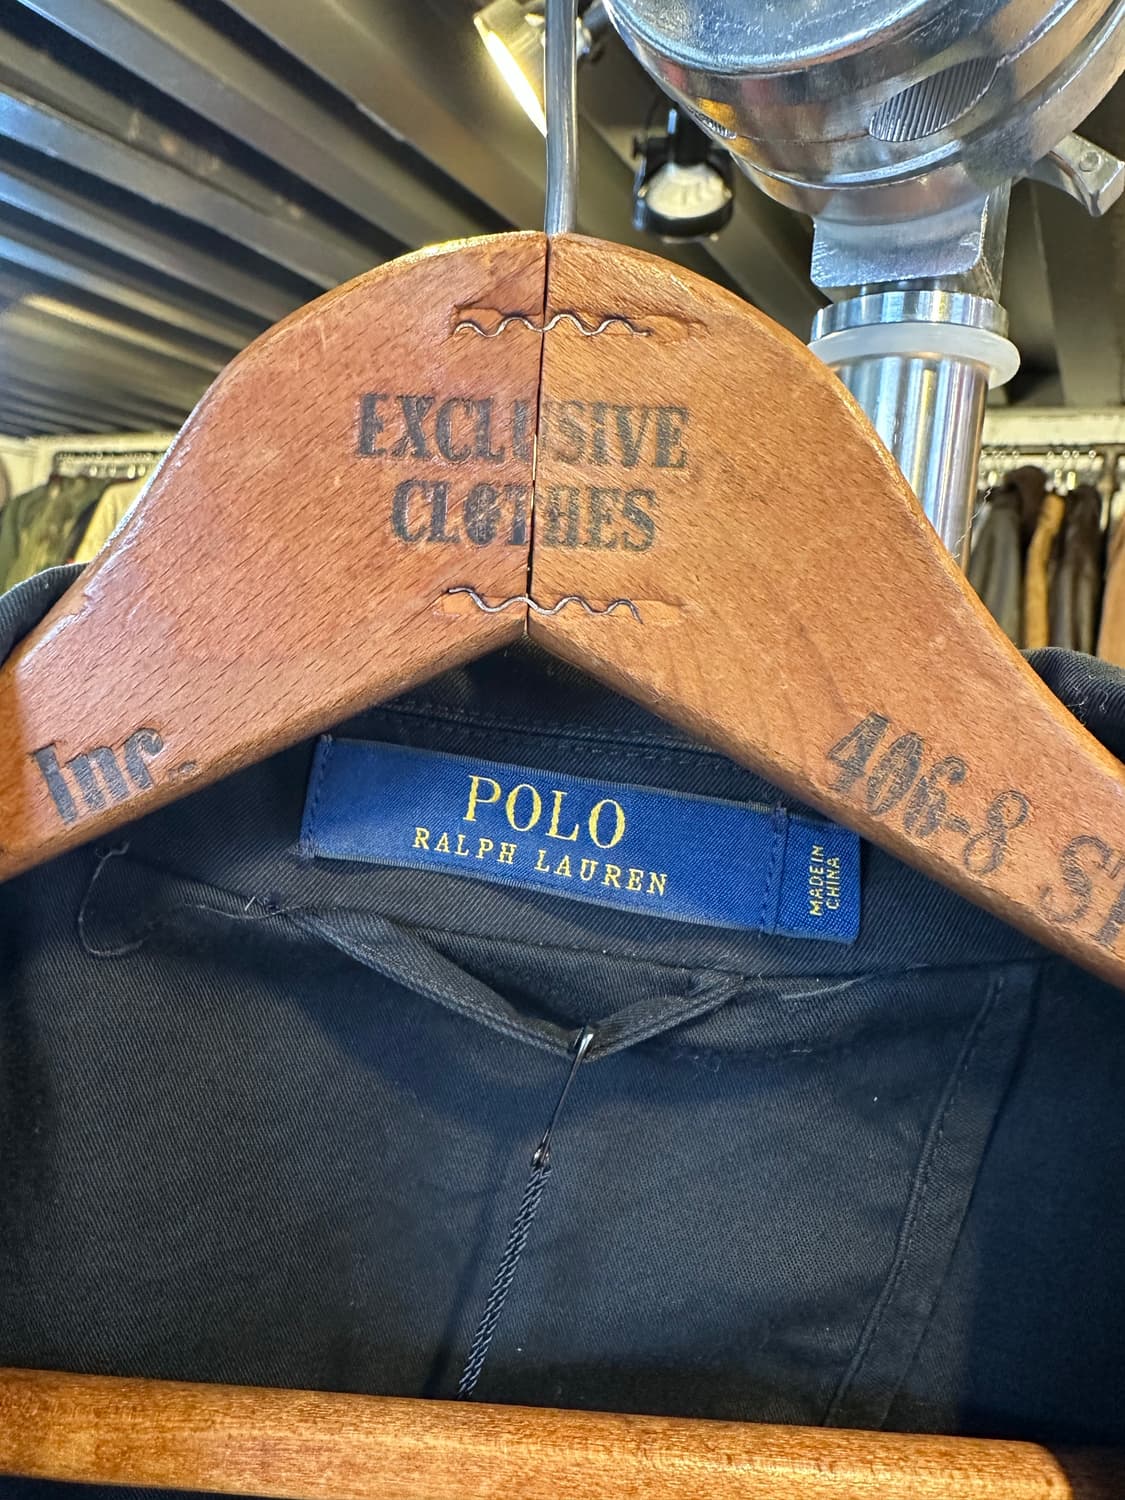 EXCLUSIVE
CLOTHES
Inc.
406-8
POLO
RALPH LAUREN
MADE IN
CHINA